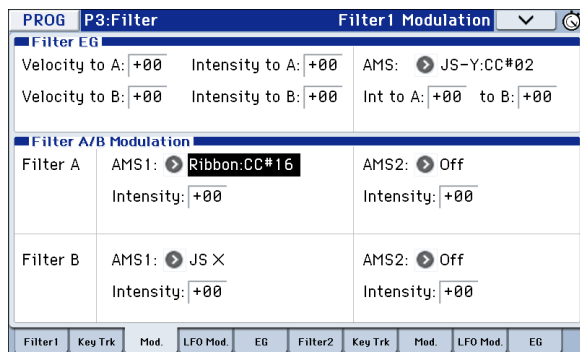 PROG P3:Filter Filter1 Modulation
Filter EG
Velocity to A: +00 Intensity to A: +00 AMS: JS-Y:CC#02
Velocity to B: +00 Intensity to B: +00 Int to A: +00 to B: +00
Filter A/B Modulation
Filter A AMS1: Ribbon:CC#16 AMS2: Off
Intensity: +00 Intensity: +00
Filter B AMS1: JS X AMS2: Off
Intensity: +00 Intensity: +00
Filter1 Key Trk Mod. LFO Mod. EG Filter2 Key Trk Mod. LFO Mod. EG